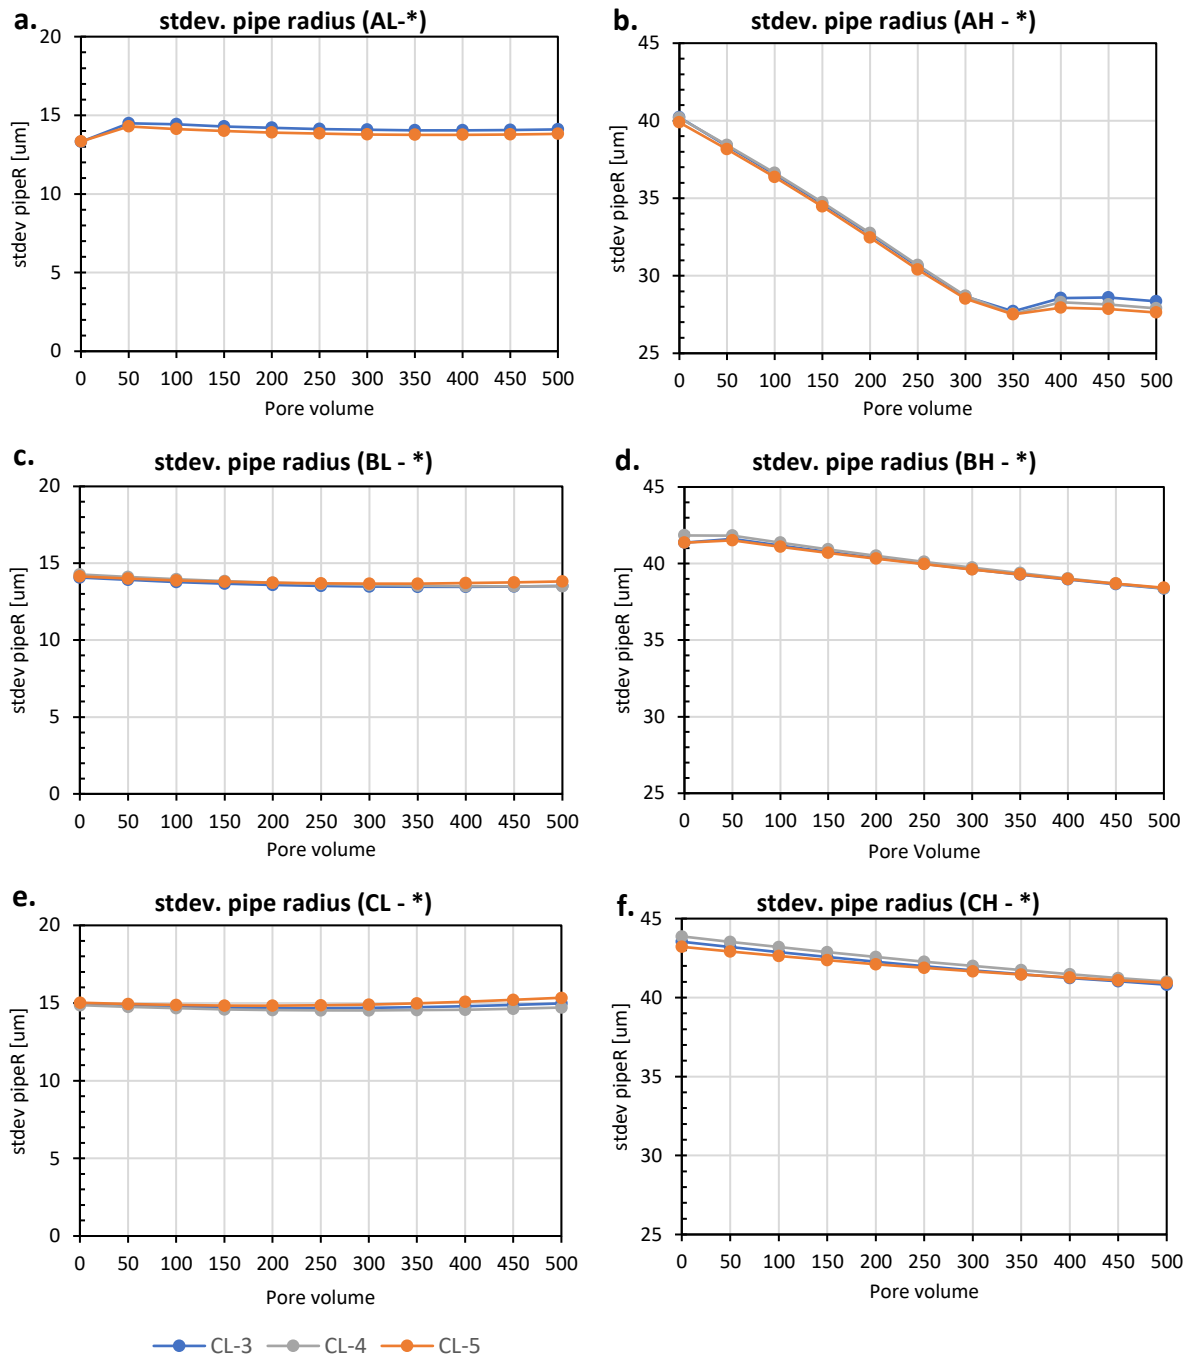 a.
stdev. pipe radius (AL-*)
20
15
10
5
0
stdev pipeR [um]
0 50 100 150 200 250 300 350 400 450 500
Pore volume
b.
stdev. pipe radius (AH - *)
45
40
35
30
25
stdev pipeR [um]
0 50 100 150 200 250 300 350 400 450 500
Pore volume
c.
stdev. pipe radius (BL - *)
20
15
10
5
0
stdev pipeR [um]
0 50 100 150 200 250 300 350 400 450 500
Pore volume
d.
stdev. pipe radius (BH - *)
45
40
35
30
25
stdev pipeR [um]
0 50 100 150 200 250 300 350 400 450 500
Pore Volume
e.
stdev. pipe radius (CL - *)
20
15
10
5
0
stdev pipeR [um]
0 50 100 150 200 250 300 350 400 450 500
Pore volume
f.
stdev. pipe radius (CH - *)
45
40
35
30
25
stdev pipeR [um]
0 50 100 150 200 250 300 350 400 450 500
Pore volume
CL-3 CL-4 CL-5